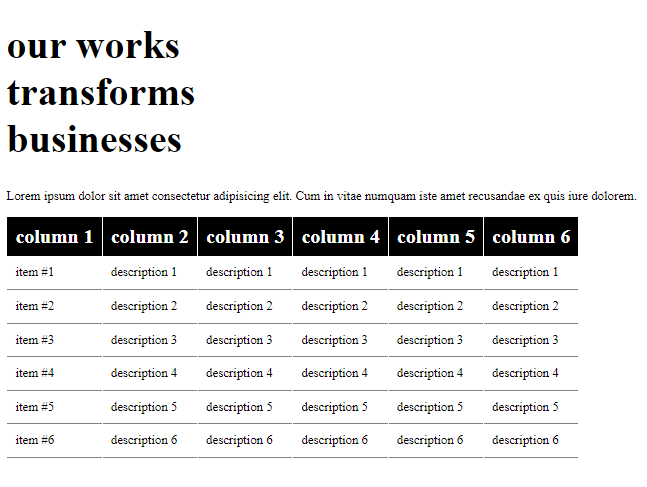 our works
transforms
businesses
Lorem ipsum dolor sit amet consectetur adipisicing elit. Cum in vitae numquam iste amet recusandae ex quis iure dolorem.
column 1 column 2 column 3 column 4 column 5 column 6
item #1 description 1 description 1 description 1 description 1 description 1
item #2 description 2 description 2 description 2 description 2 description 2
item #3 description 3 description 3 description 3 description 3 description 3
item #4 description 4 description 4 description 4 description 4 description 4
item #5 description 5 description 5 description 5 description 5 description 5
item #6 description 6 description 6 description 6 description 6 description 6